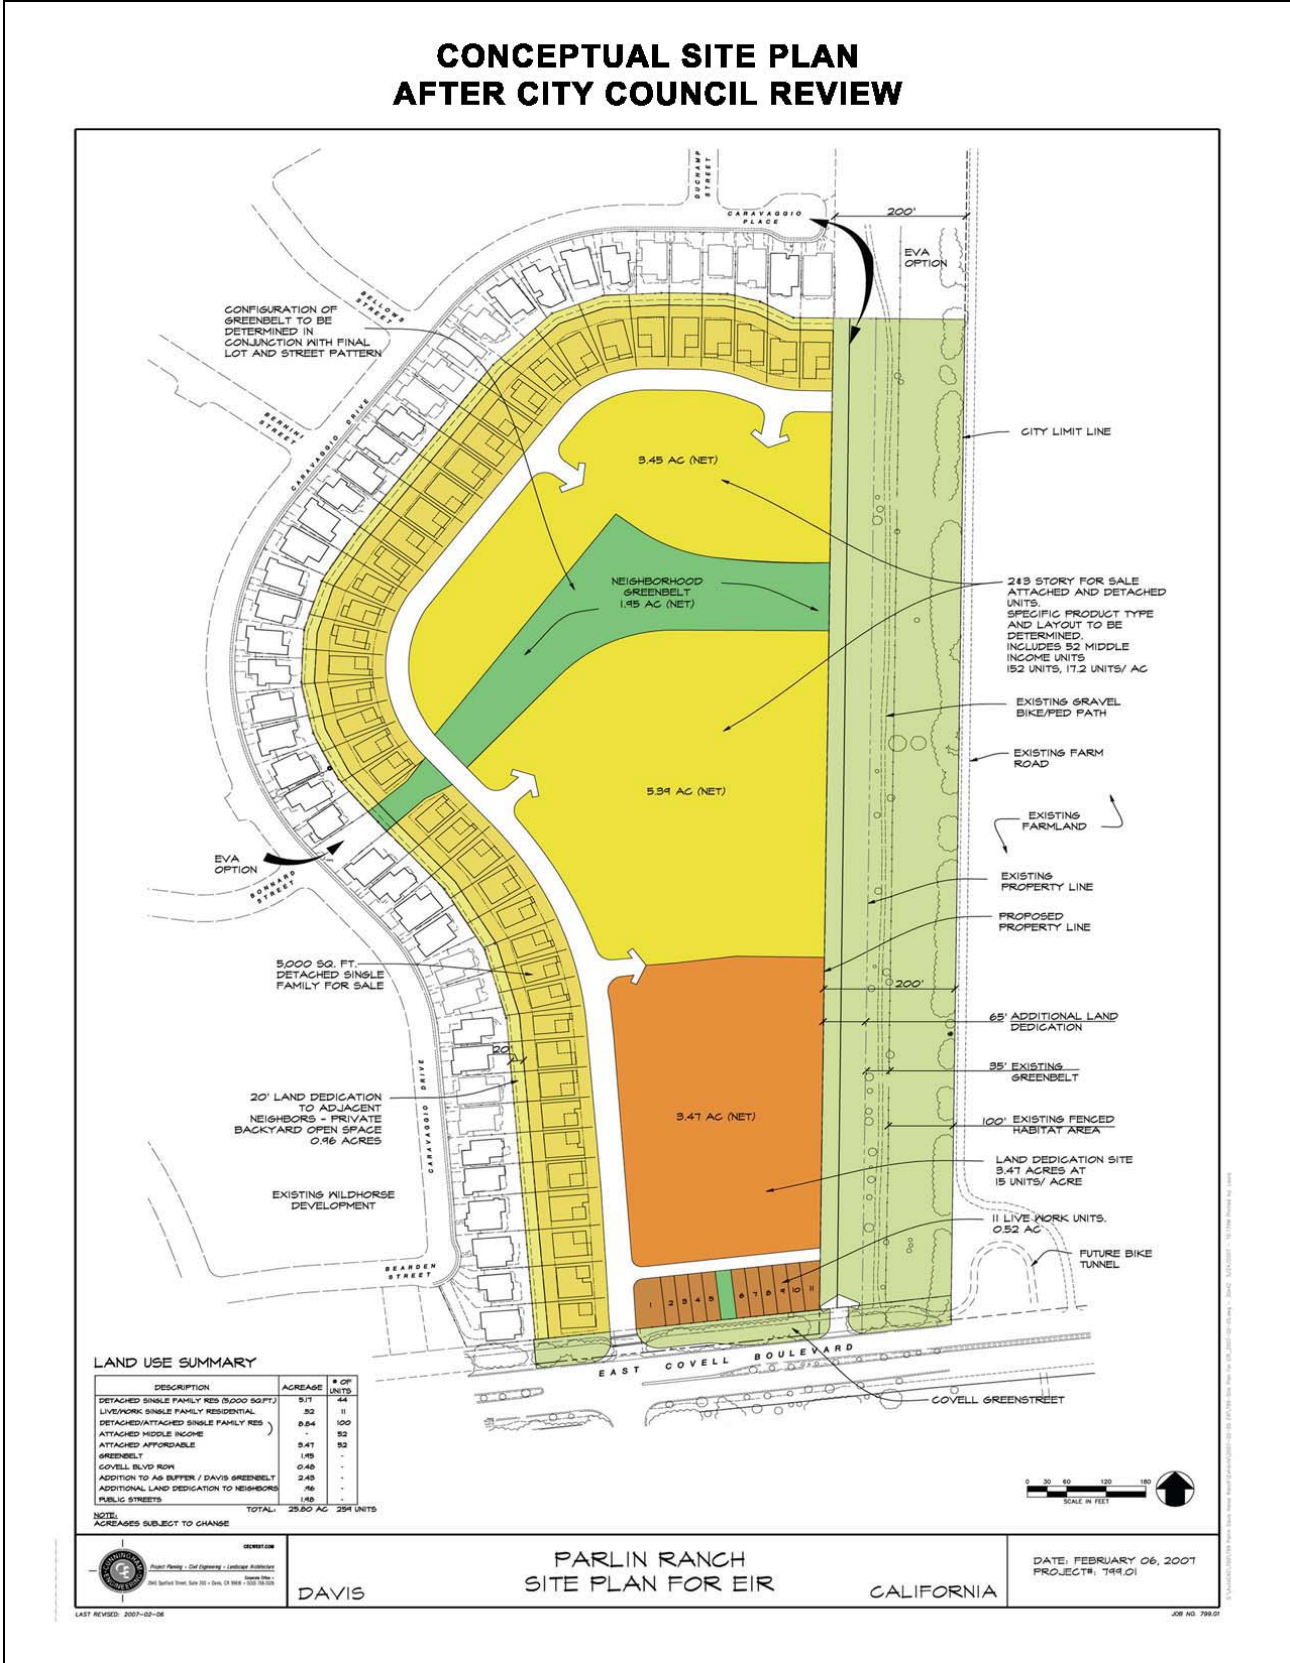 CONCEPTUAL SITE PLAN
AFTER CITY COUNCIL REVIEW
DUCHAMP
STREET
CARAVAGGIO
PLACE
200'
EVA
OPTION
BELLOWS
STREET
CONFIGURATION OF
GREENBELT TO BE
DETERMINED IN
CONJUNCTION WITH FINAL
LOT AND STREET PATTERN
BERNINI
STREET
CARAVAGGIO DRIVE
CITY LIMIT LINE
3.45 AC (NET)
NEIGHBORHOOD
GREENBELT
1.95 AC (NET)
2&3 STORY FOR SALE
ATTACHED AND DETACHED
UNITS.
SPECIFIC PRODUCT TYPE
AND LAYOUT TO BE
DETERMINED.
INCLUDES 52 MIDDLE
INCOME UNITS
152 UNITS, 17.2 UNITS/ AC
EXISTING GRAVEL
BIKE/PED PATH
EXISTING FARM
ROAD
5.39 AC (NET)
EXISTING
FARMLAND
EVA
OPTION
BONNARD
STREET
EXISTING
PROPERTY LINE
PROPOSED
PROPERTY LINE
5,000 SQ. FT.
DETACHED SINGLE
FAMILY FOR SALE
200'
65' ADDITIONAL LAND
DEDICATION
20'
35' EXISTING
GREENBELT
20' LAND DEDICATION
TO ADJACENT
NEIGHBORS - PRIVATE
BACKYARD OPEN SPACE
0.96 ACRES
CARAVAGGIO DRIVE
3.47 AC (NET)
100' EXISTING FENCED
HABITAT AREA
LAND DEDICATION SITE
3.47 ACRES AT
15 UNITS/ ACRE
EXISTING WILDHORSE
DEVELOPMENT
11 LIVE WORK UNITS.
0.52 AC
FUTURE BIKE
TUNNEL
BEARDEN
STREET
1 2 3 4 5 6 7 8 9 10 11
EAST COVELL BOULEVARD
COVELL GREENSTREET
LAND USE SUMMARY
DESCRIPTION ACREAGE # OF UNITS
DETACHED SINGLE FAMILY RES (5,000 SQ.FT.) 5.17 44
LIVE/WORK SINGLE FAMILY RESIDENTIAL .52 11
DETACHED/ATTACHED SINGLE FAMILY RES 8.84 100
ATTACHED MIDDLE INCOME - 52
ATTACHED AFFORDABLE 3.47 52
GREENBELT 1.95 -
COVELL BLVD ROW 0.48 -
ADDITION TO AG BUFFER / DAVIS GREENBELT 2.43 -
ADDITIONAL LAND DEDICATION TO NEIGHBORS .96 -
PUBLIC STREETS 1.98 -
TOTAL: 25.80 AC 259 UNITS
NOTE:
ACREAGES SUBJECT TO CHANGE
0 30 60 120 180
SCALE IN FEET
CUNNINGHAM
ENGINEERING
CECWEST.COM
Project Planning • Civil Engineering • Landscape Architecture
DAVIS
PARLIN RANCH
SITE PLAN FOR EIR
CALIFORNIA
DATE: FEBRUARY 06, 2007
PROJECT#: 799.01
LAST REVISED: 2007-02-06
JOB NO. 799.01